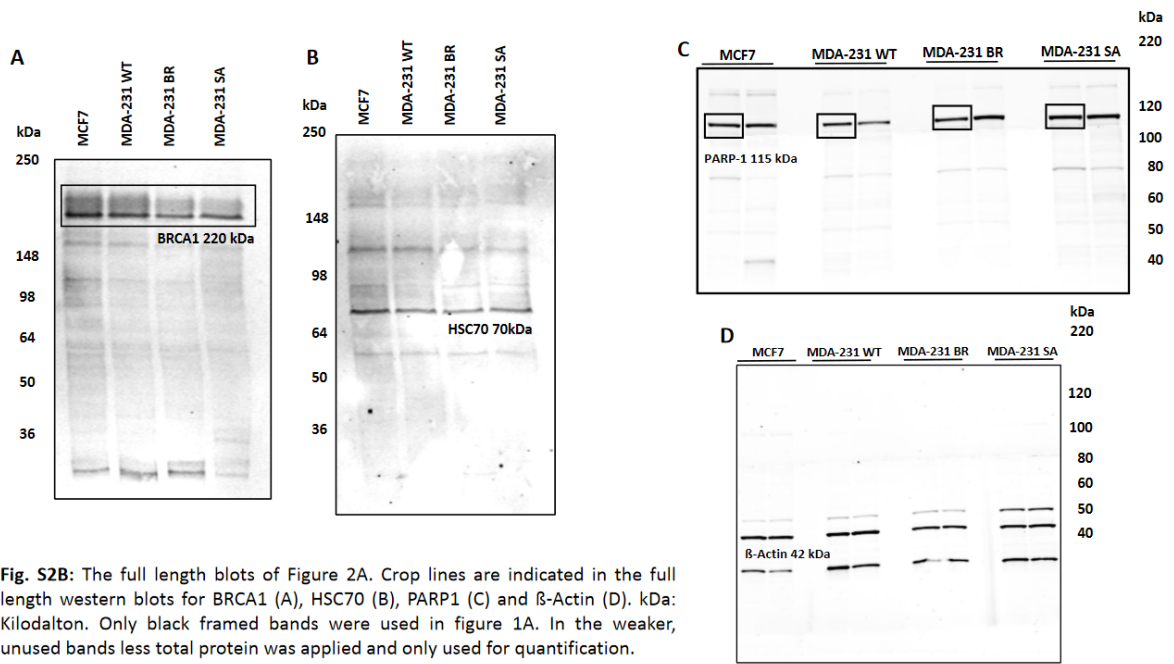 A
MCF7
MDA-231 WT
MDA-231 BR
MDA-231 SA
kDa
250
148
98
64
50
36
BRCA1 220 kDa
B
MCF7
MDA-231 WT
MDA-231 BR
MDA-231 SA
kDa
250
148
98
64
50
36
HSC70 70kDa
C
MCF7
MDA-231 WT
MDA-231 BR
MDA-231 SA
kDa
220
120
100
80
60
50
40
PARP-1 115 kDa
D
MCF7
MDA-231 WT
MDA-231 BR
MDA-231 SA
kDa
220
120
100
80
60
50
40
ß-Actin 42 kDa
Fig. S2B: The full length blots of Figure 2A. Crop lines are indicated in the full
length western blots for BRCA1 (A), HSC70 (B), PARP1 (C) and ß-Actin (D). kDa:
Kilodalton. Only black framed bands were used in figure 1A. In the weaker,
unused bands less total protein was applied and only used for quantification.